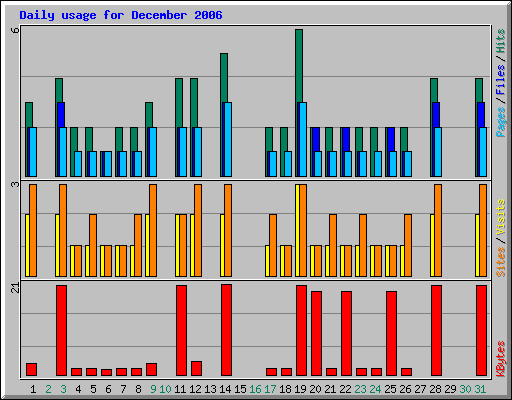 Daily usage for December 2006
6
Pages / Files / Hits
3
Sites / Visits
21
KBytes
1 2 3 4 5 6 7 8 9 10 11 12 13 14 15 16 17 18 19 20 21 22 23 24 25 26 27 28 29 30 31